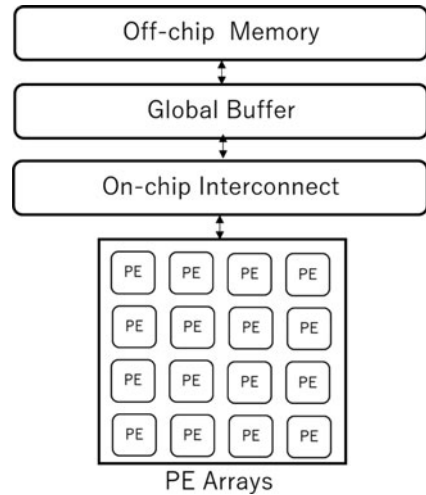 Off-chip Memory
Global Buffer
On-chip Interconnect
PE PE PE PE
PE PE PE PE
PE PE PE PE
PE PE PE PE
PE Arrays